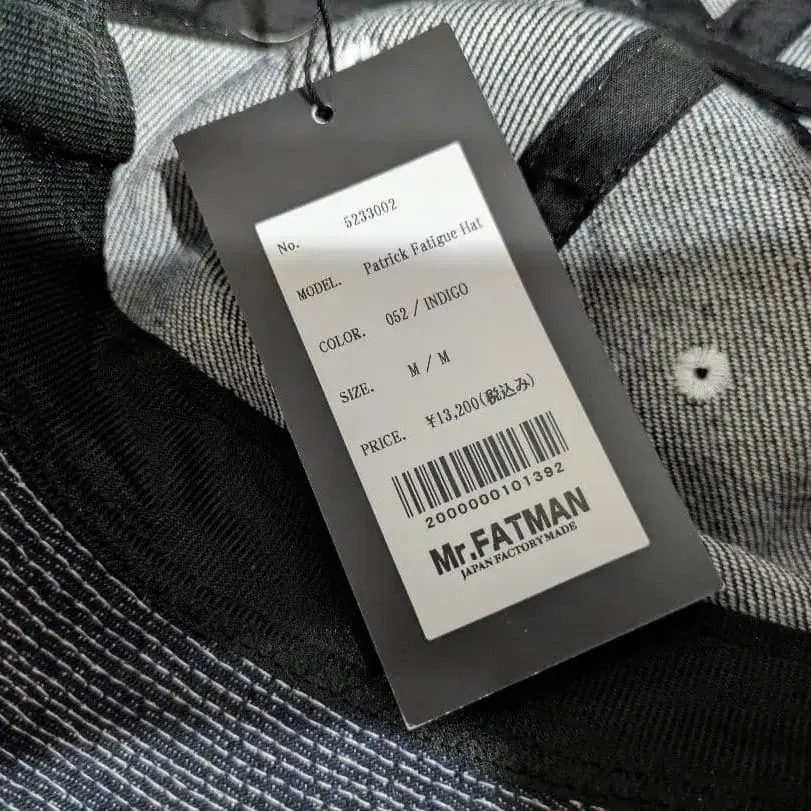 No. 5233002
MODEL. Patrick Fatigue Hat
COLOR. 052 / INDIGO
SIZE. M / M
PRICE. ¥13,200(税込み)
2000000101392
Mr.FATMAN
JAPAN FACTORY MADE